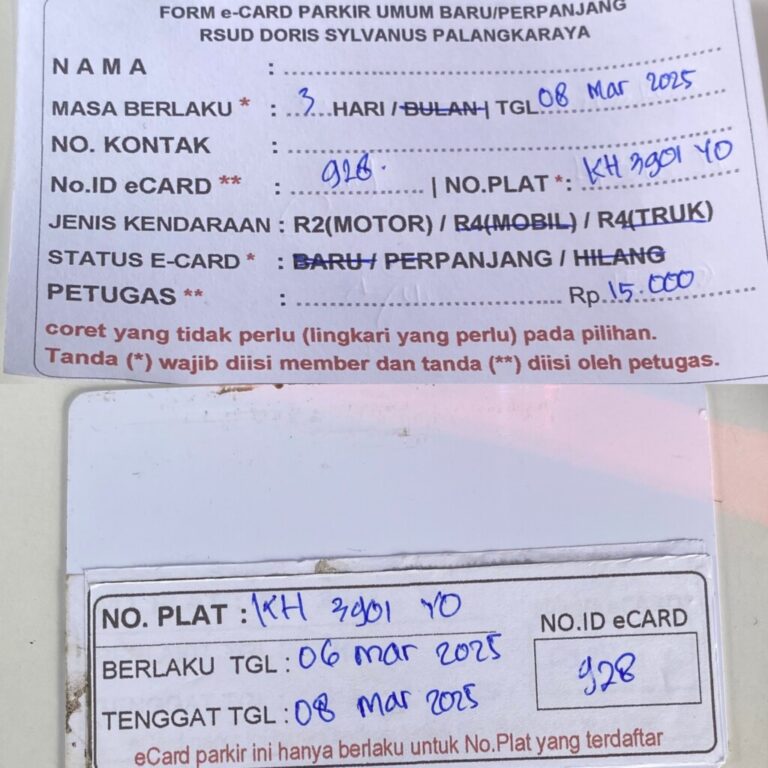 FORM e-CARD PARKIR UMUM BARU/PERPANJANG
RSUD DORIS SYLVANUS PALANGKARAYA
N A M A : ........................
MASA BERLAKU * : ..3...HARI / BULAN | TGL 08 Mar 2025
NO. KONTAK : ........................
No.ID eCARD ** : 928. | NO.PLAT *: KH 3901 YO
JENIS KENDARAAN : R2(MOTOR) / R4(MOBIL) / R4(TRUK)
STATUS E-CARD * : BARU / PERPANJANG / HILANG
PETUGAS ** : ........................ Rp 15.000
coret yang tidak perlu (lingkari yang perlu) pada pilihan.
Tanda (*) wajib diisi member dan tanda (**) diisi oleh petugas.
NO. PLAT : KH 3901 YO
NO.ID eCARD
BERLAKU TGL : 06 mar 2025
928
TENGGAT TGL : 08 Mar 2025
eCard parkir ini hanya berlaku untuk No.Plat yang terdaftar